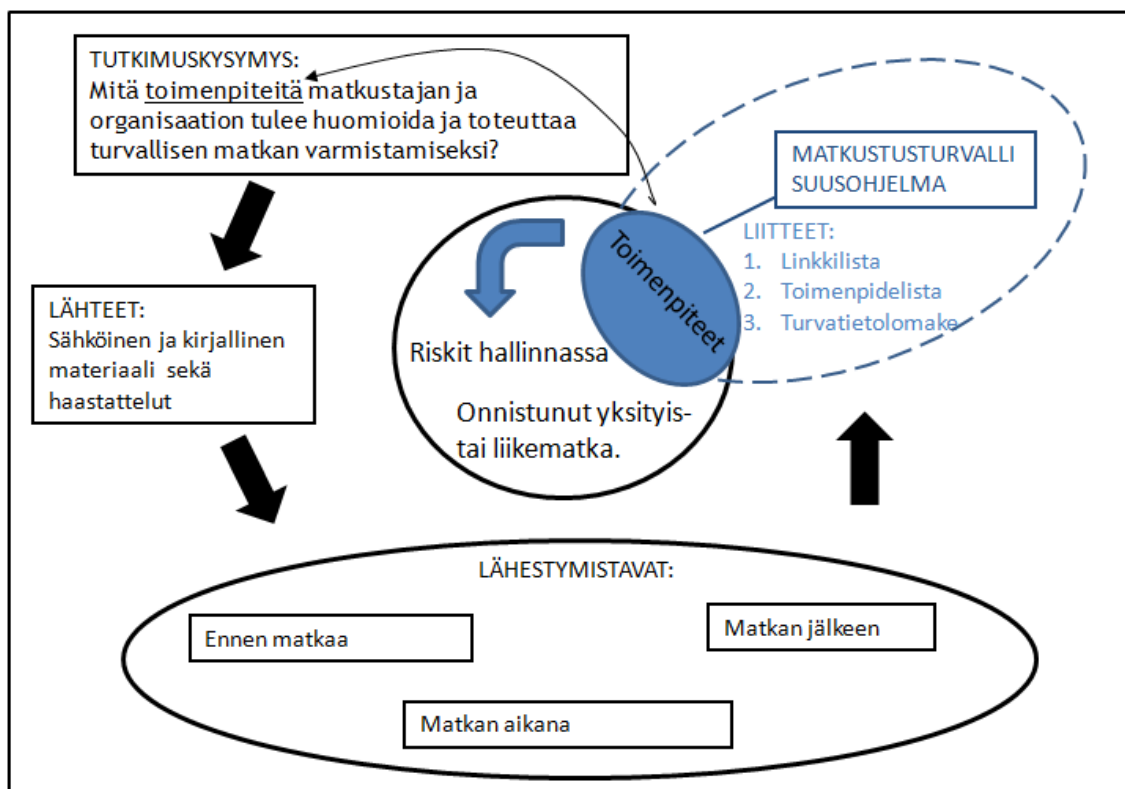 TUTKIMUSKYSYMYS:
Mitä toimenpiteitä matkustajan ja
organisaation tulee huomioida ja toteuttaa
turvallisen matkan varmistamiseksi?
MATKUSTUSTURVALLI
SUUSOHJELMA
LIITTEET:
1. Linkkilista
2. Toimenpidelista
3. Turvatietolomake
Toimenpiteet
LÄHTEET:
Sähköinen ja kirjallinen
materiaali sekä
haastattelut
Riskit hallinnassa
Onnistunut yksityis-
tai liikematka.
LÄHESTYMISTAVAT:
Ennen matkaa
Matkan jälkeen
Matkan aikana